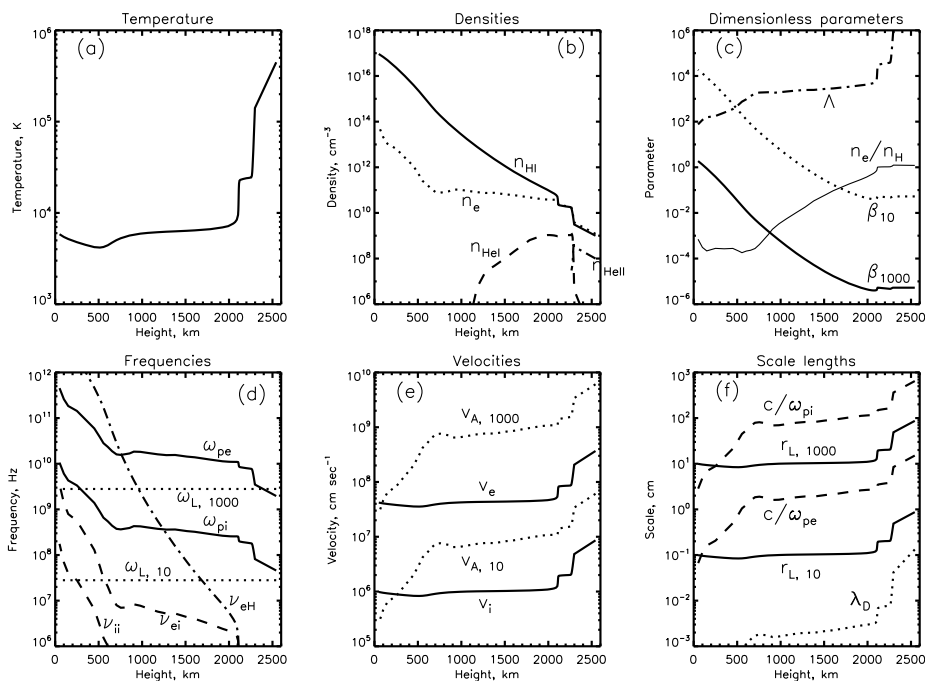 Temperature
(a)
10^6
10^5
10^4
10^3
Temperature, K
0 500 1000 1500 2000 2500
Height, km
Densities
(b)
10^18
10^16
10^14
10^12
10^10
10^8
10^6
Density, cm^-3
n_HI
n_e
n_HeI
n_HeII
0 500 1000 1500 2000 2500
Height, km
Dimensionless parameters
(c)
10^6
10^4
10^2
10^0
10^-2
10^-4
10^-6
Parameter
Λ
n_e/n_H
β_10
β_1000
0 500 1000 1500 2000 2500
Height, km
Frequencies
(d)
10^12
10^11
10^10
10^9
10^8
10^7
10^6
Frequency, Hz
ω_pe
ω_L, 1000
ω_pi
ω_L, 10
ν_eH
ν_ii
ν_ei
0 500 1000 1500 2000 2500
Height, km
Velocities
(e)
10^10
10^9
10^8
10^7
10^6
10^5
Velocity, cm sec^-1
v_A, 1000
v_e
v_A, 10
v_i
0 500 1000 1500 2000 2500
Height, km
Scale lengths
(f)
10^3
10^2
10^1
10^0
10^-1
10^-2
10^-3
Scale, cm
c/ω_pi
r_L, 1000
c/ω_pe
r_L, 10
λ_D
0 500 1000 1500 2000 2500
Height, km